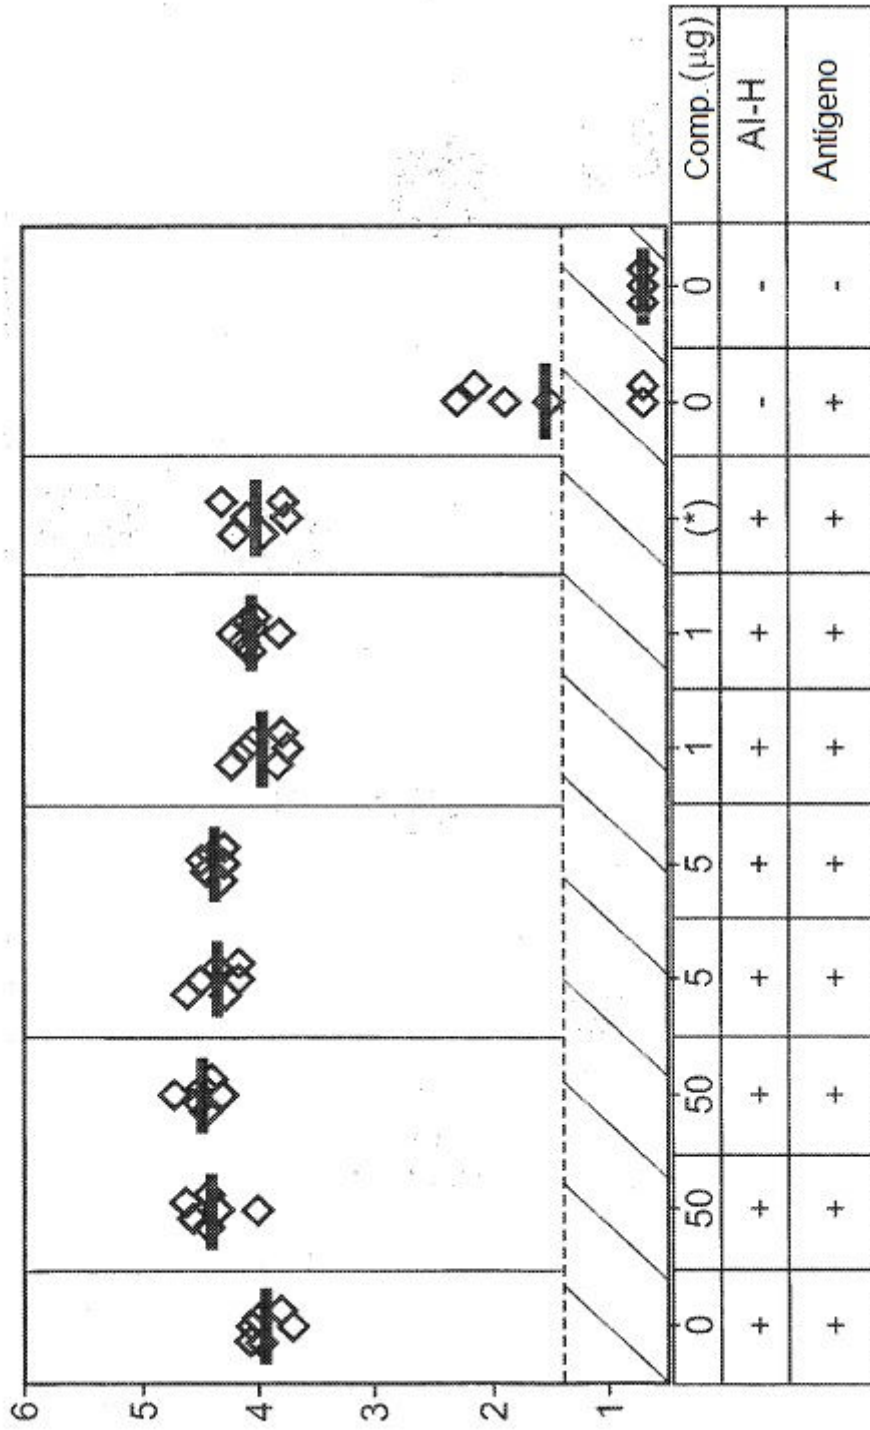 6
5
4
3
2
1
0 50 50 5 5 1 1 (*) 0 0 Comp. (µg)
+ + + + + + + + - - Al-H
+ + + + + + + + + - Antígeno